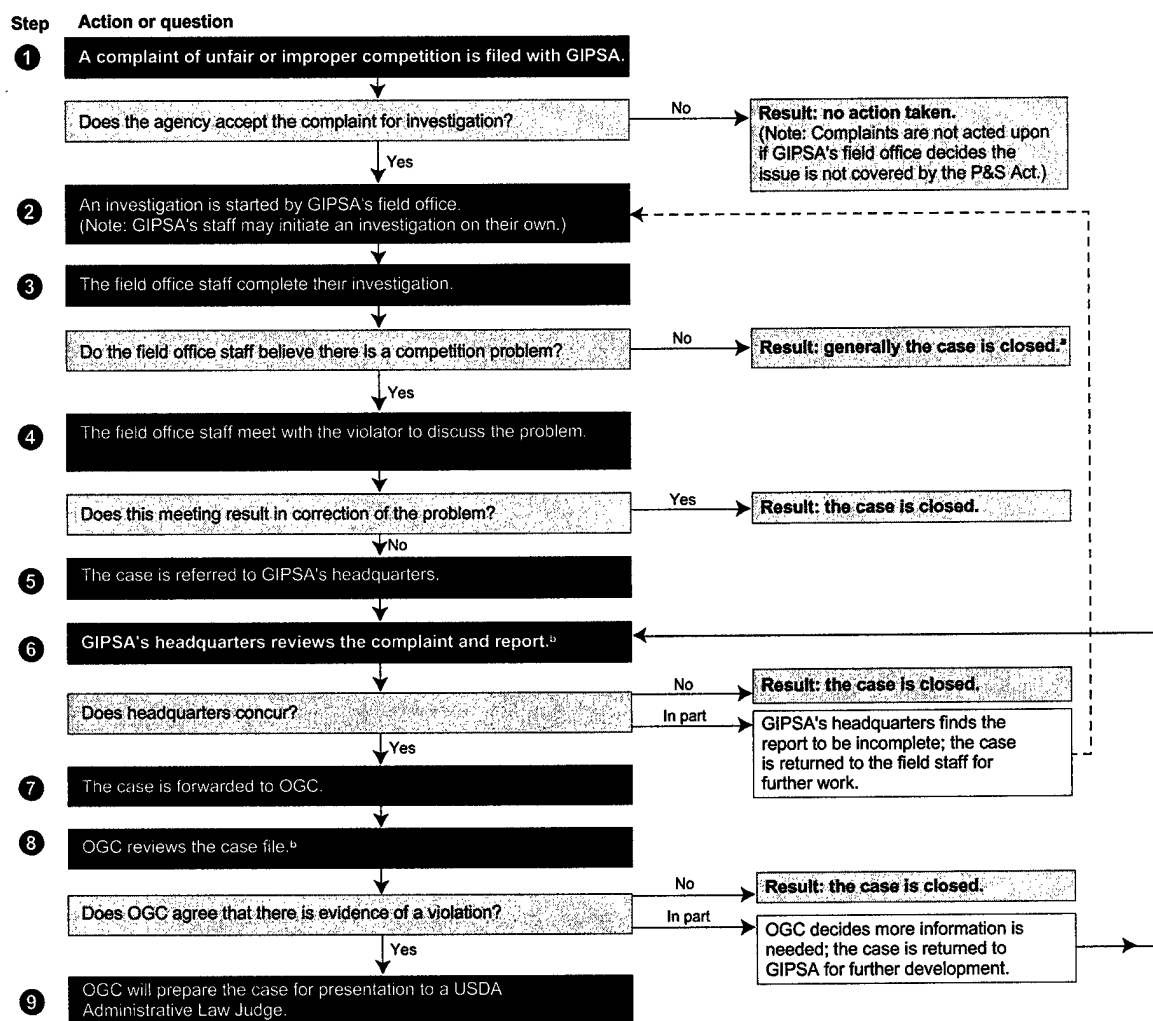 Step Action or question
1 A complaint of unfair or improper competition is filed with GIPSA.
Does the agency accept the complaint for investigation?
No
Result: no action taken.
(Note: Complaints are not acted upon
if GIPSA's field office decides the
issue is not covered by the P&S Act.)
Yes
2 An investigation is started by GIPSA's field office.
(Note: GIPSA's staff may initiate an investigation on their own.)
3 The field office staff complete their investigation.
Do the field office staff believe there is a competition problem?
No
Result: generally the case is closed.a
Yes
4 The field office staff meet with the violator to discuss the problem.
Does this meeting result in correction of the problem?
Yes
Result: the case is closed.
No
5 The case is referred to GIPSA's headquarters.
6 GIPSA's headquarters reviews the complaint and report.b
Does headquarters concur?
No
Result: the case is closed.
In part
GIPSA's headquarters finds the
report to be incomplete; the case
is returned to the field staff for
further work.
Yes
7 The case is forwarded to OGC.
8 OGC reviews the case file.b
Does OGC agree that there is evidence of a violation?
No
Result: the case is closed.
In part
OGC decides more information is
needed; the case is returned to
GIPSA for further development.
Yes
9 OGC will prepare the case for presentation to a USDA
Administrative Law Judge.